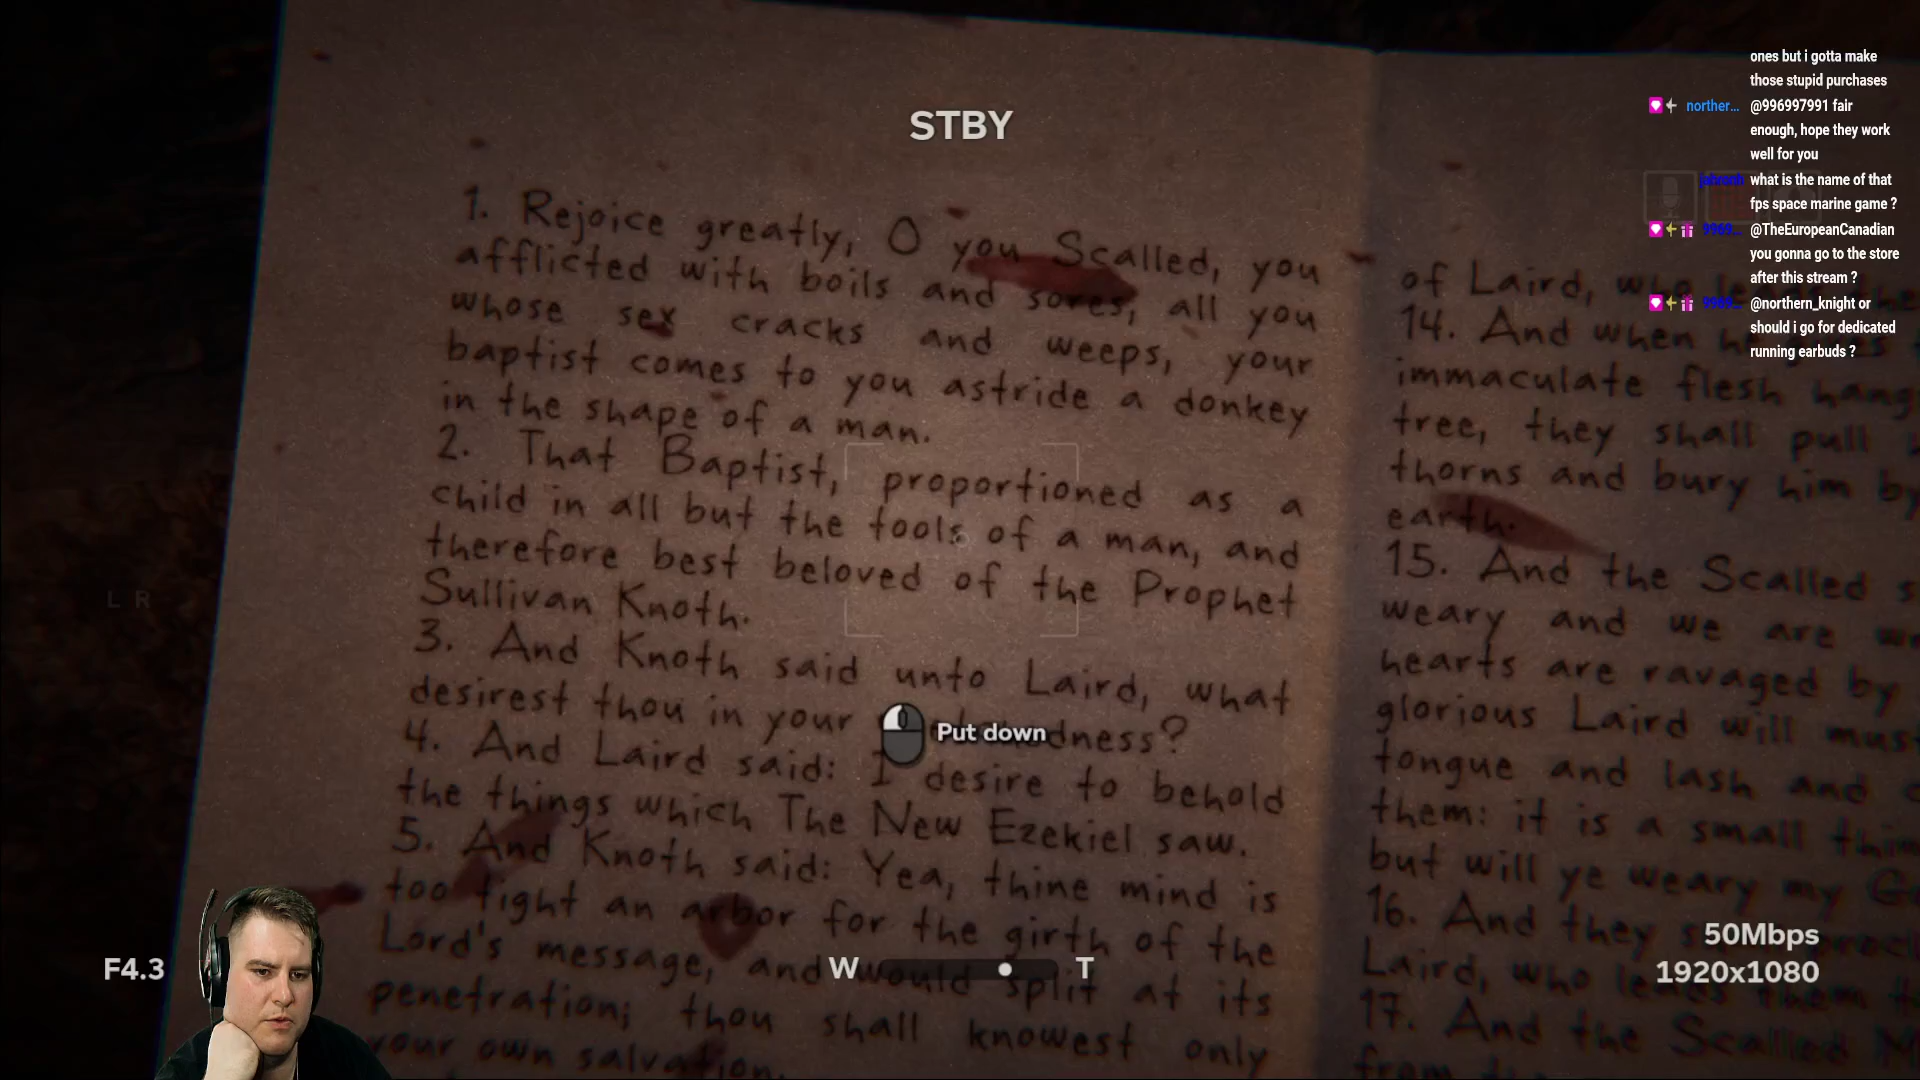 STBY
1. Rejoice greatly, O you Scalled, you
afflicted with boils and sores, all you
whose sex cracks and weeps, your
baptist comes to you astride a donkey
in the shape of a man.
2. That Baptist, proportioned as a
child in all but the tools of a man, and
therefore best beloved of the Prophet
Sullivan Knoth.
3. And Knoth said unto Laird, what
desirest thou in your
4. And Laird said: I desire to behold
the things which The New Ezekiel saw.
5. And Knoth said: Yea, thine mind is
too tight an arbor for the girth of the
Lord's message, and would split at its
penetration; thou shall knowest only
your own salvation.
of Laird, who
14. And when
immaculate flesh hang
tree, they shall pull
thorns and bury him by
earth.
15. And the Scalled
weary and we are
hearts are ravaged by
glorious Laird will must
tongue and lash and
them: it is a small thin
but will ye weary my
16. And they
Laird, who
17. And the Scalled
from
Put down
L R
F4.3
W T
50Mbps
1920x1080
ones but i gotta make
those stupid purchases
norther... @996997991 fair
enough, hope they work
well for you
what is the name of that
fps space marine game ?
9969... @TheEuropeanCanadian
you gonna go to the store
after this stream ?
@northern_knight or
should i go for dedicated
running earbuds ?